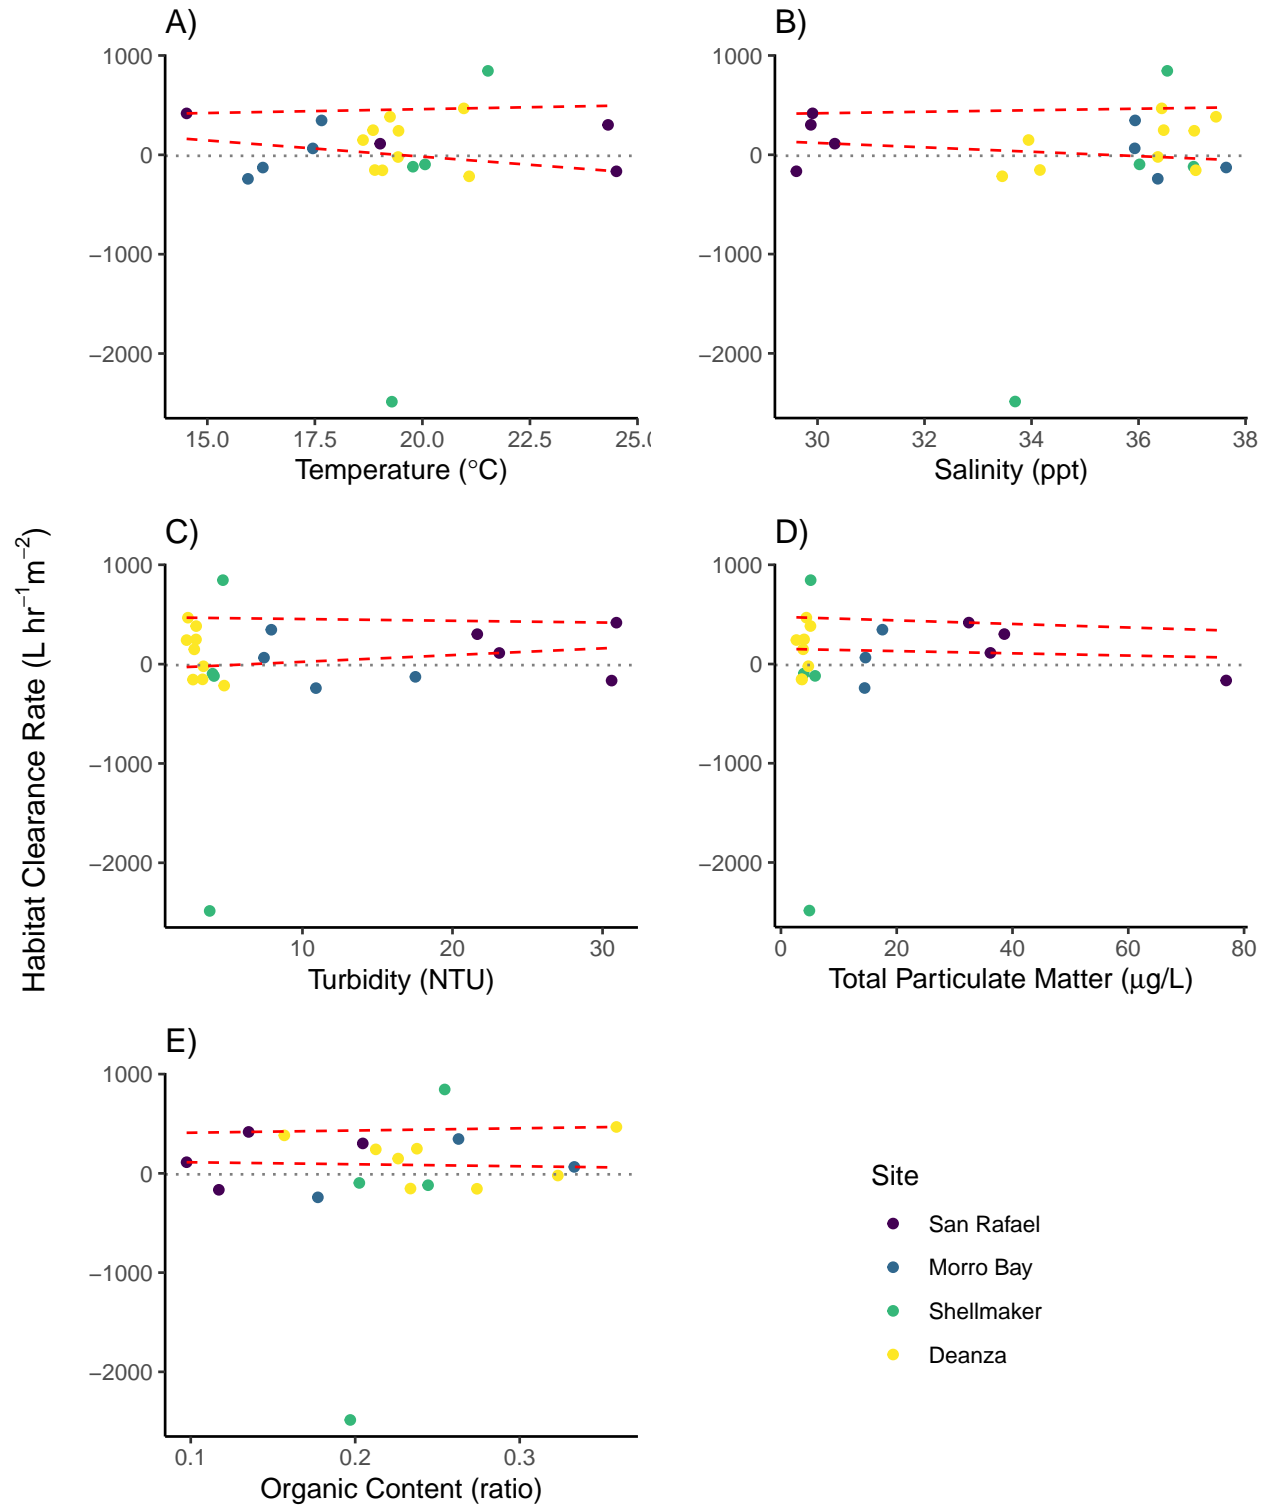 A)
1000
0
−1000
−2000
15.0 17.5 20.0 22.5 25.0
Temperature (°C)
B)
1000
0
−1000
−2000
30 32 34 36 38
Salinity (ppt)
Habitat Clearance Rate (L hr⁻¹m⁻²)
C)
1000
0
−1000
−2000
10 20 30
Turbidity (NTU)
D)
1000
0
−1000
−2000
0 20 40 60 80
Total Particulate Matter (μg/L)
E)
1000
0
−1000
−2000
0.1 0.2 0.3
Organic Content (ratio)
Site
San Rafael
Morro Bay
Shellmaker
Deanza